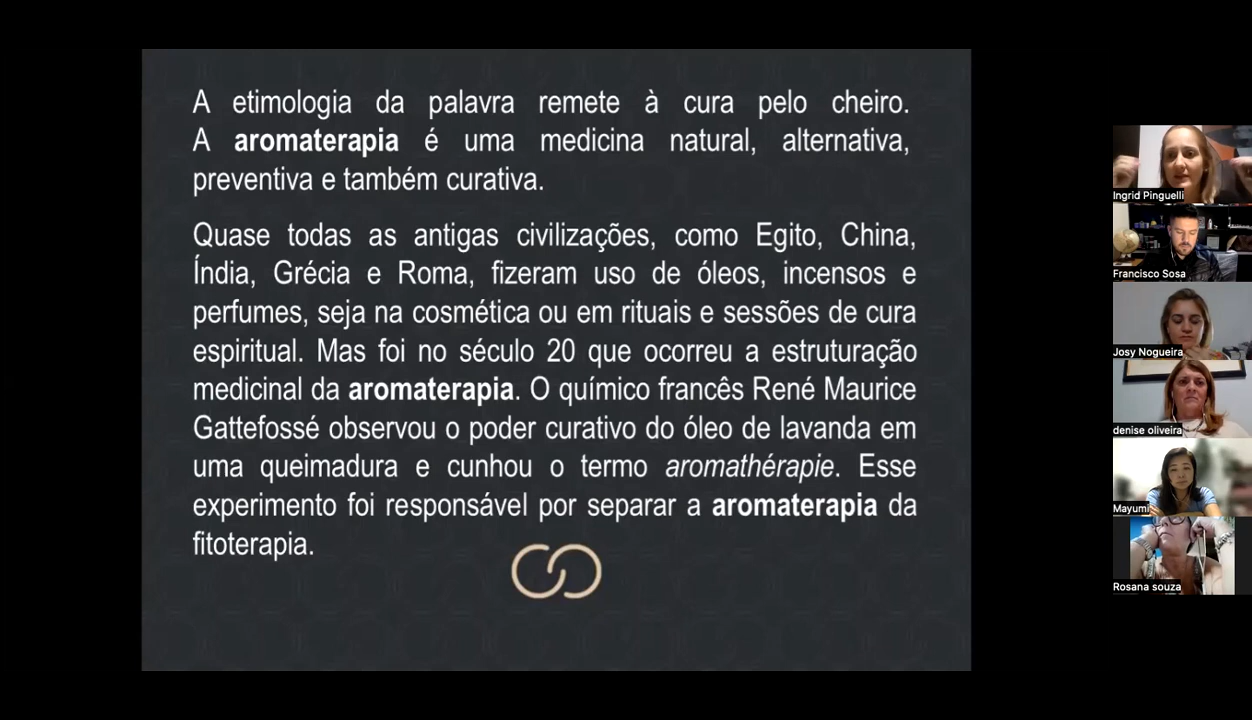 A etimologia da palavra remete à cura pelo cheiro.
A aromaterapia é uma medicina natural, alternativa,
preventiva e também curativa.
Quase todas as antigas civilizações, como Egito, China,
Índia, Grécia e Roma, fizeram uso de óleos, incensos e
perfumes, seja na cosmética ou em rituais e sessões de cura
espiritual. Mas foi no século 20 que ocorreu a estruturação
medicinal da aromaterapia. O químico francês René Maurice
Gattefossé observou o poder curativo do óleo de lavanda em
uma queimadura e cunhou o termo aromathérapie. Esse
experimento foi responsável por separar a aromaterapia da
fitoterapia.
Ingrid Pinguelli
Francisco Sosa
Josy Nogueira
denise oliveira
Mayumi
Rosana souza